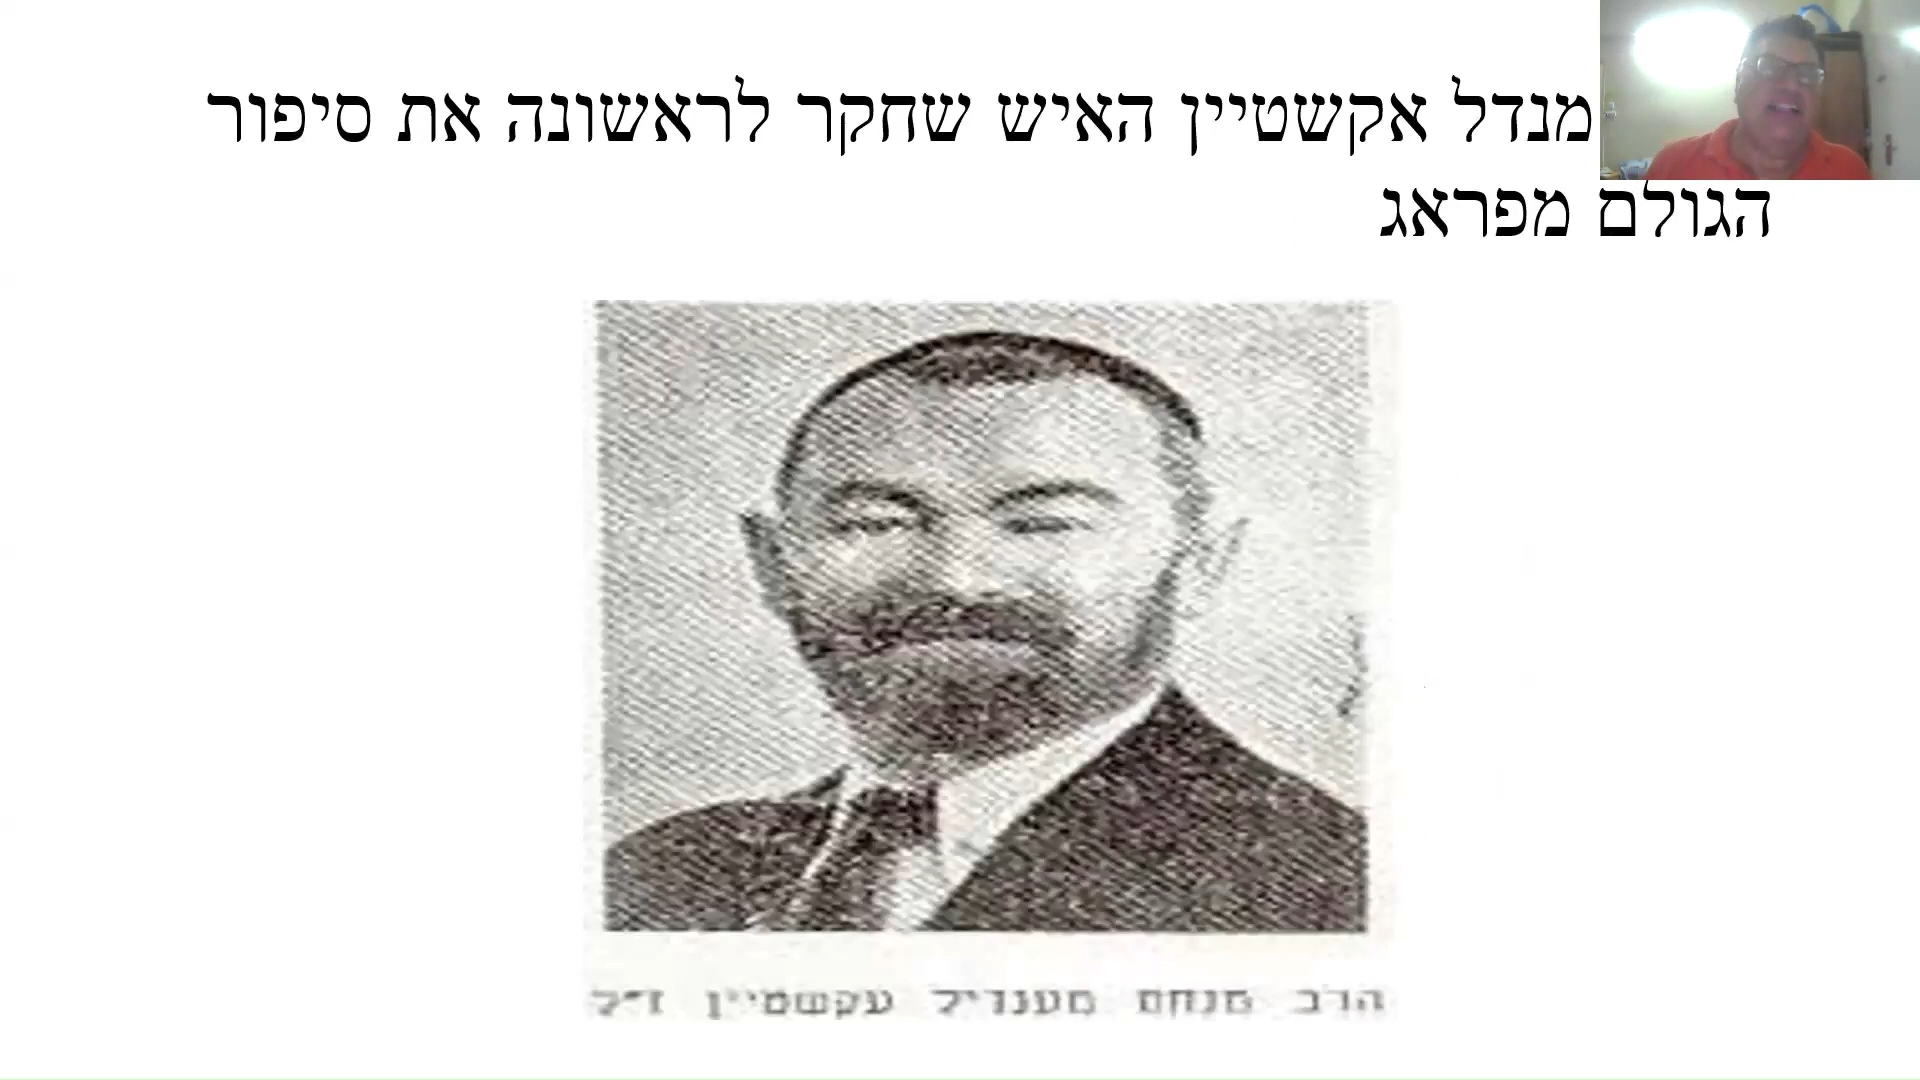 מנדל אקשטיין האיש שחקר לראשונה את סיפור
הגולם מפראג
הרב מנחם מענדיל עקשטיין ז״ל